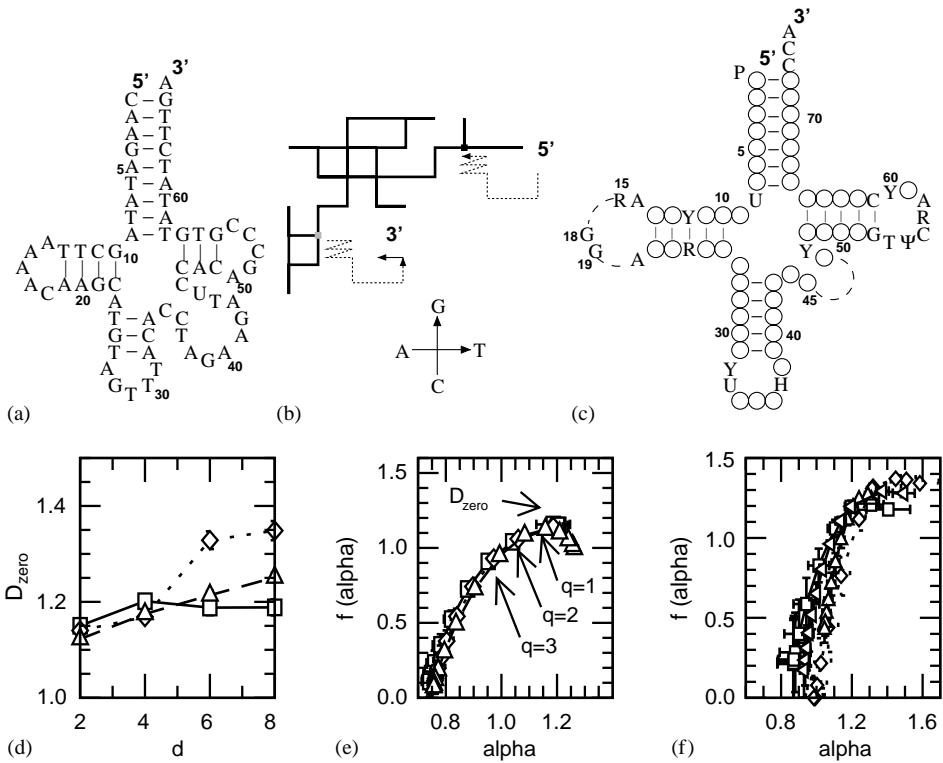 5’ 3’
A
C – G
A – T
A – T
G – C
5 A – T
T – A
A – T 60
T – A
A – T G T G C C
A A T T C G 10 C C A C A G C
A A C A A G C 20 U T 50 A
A C C A G
T A T A
G C G A 40
T A
A T
G T T 30
(a)
5’
3’
G
A T
C
(b)
3’
A
5’ C
P C
70
5
U
15 R A Y 10
18 G
G
19 A R
C Y 60 A R
G T Ψ C
Y Y 50
45
30 40
Y H
U
(c)
D zero
1.4
1.2
1.0
2 4 6 8
d
(d)
f (alpha)
1.5
1.0
0.5
0.0
D zero
q=1
q=2
q=3
0.8 1.0 1.2
alpha
(e)
1.5
f (alpha)
1.0
0.5
0.0
0.8 1.2 1.6
alpha
(f)